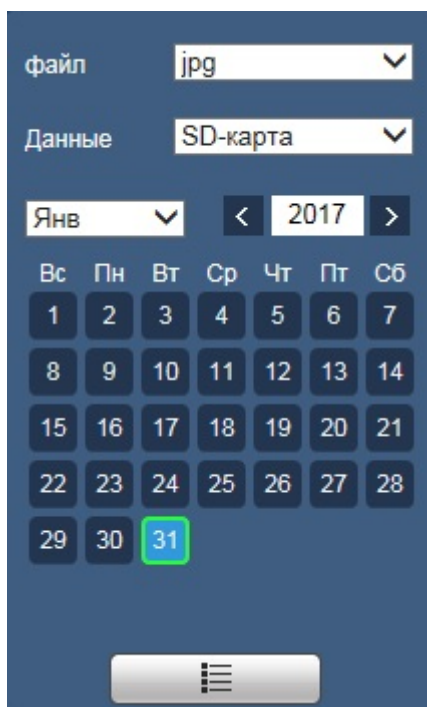 файл jpg
Данные SD-карта
Янв < 2017 >
Вс Пн Вт Ср Чт Пт Сб
1 2 3 4 5 6 7
8 9 10 11 12 13 14
15 16 17 18 19 20 21
22 23 24 25 26 27 28
29 30 31